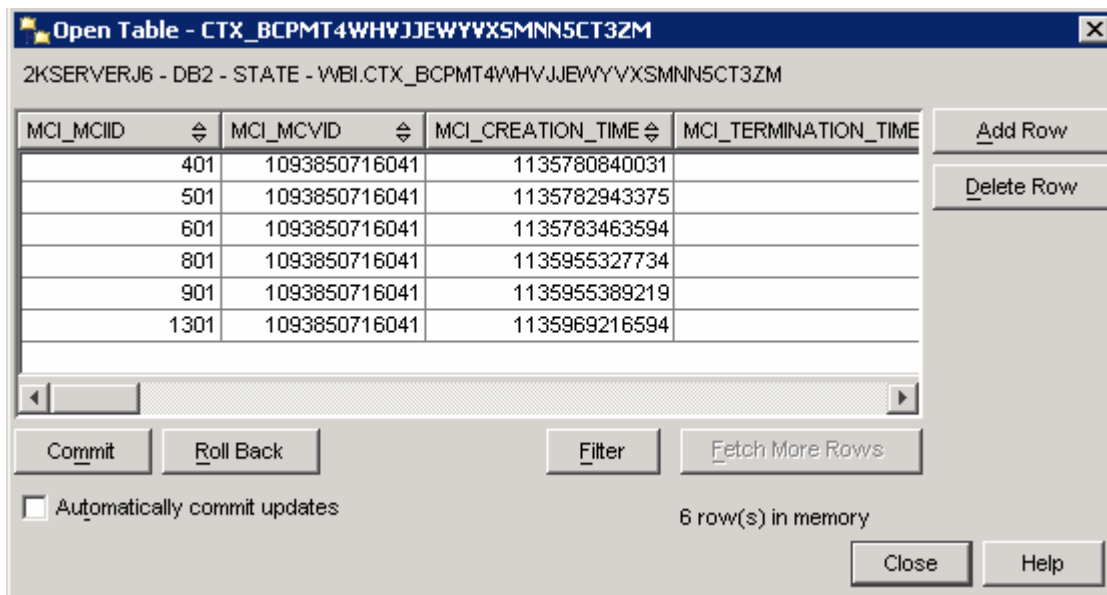 Open Table - CTX_BCPMT4WHVJJEWYVXSMNN5CT3ZM
2KSERVERJ6 - DB2 - STATE - WBI.CTX_BCPMT4WHVJJEWYVXSMNN5CT3ZM
MCI_MCIID MCI_MCVID MCI_CREATION_TIME MCI_TERMINATION_TIME
401 1093850716041 1135780840031
501 1093850716041 1135782943375
601 1093850716041 1135783463594
801 1093850716041 1135955327734
901 1093850716041 1135955389219
1301 1093850716041 1135969216594
Add Row
Delete Row
Commit Roll Back Filter Fetch More Rows
Automatically commit updates
6 row(s) in memory
Close Help